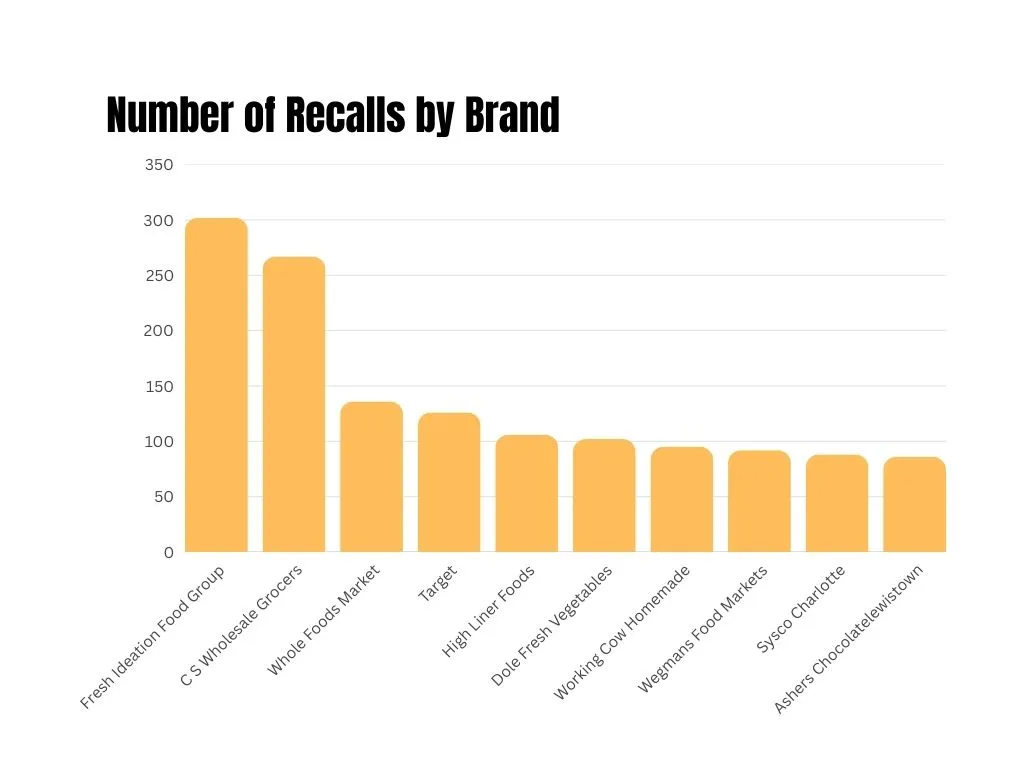 Number of Recalls by Brand
350
300
250
200
150
100
50
0
Fresh Ideation Food Group
C S Wholesale Grocers
Whole Foods Market
Target
High Liner Foods
Dole Fresh Vegetables
Working Cow Homemade
Wegmans Food Markets
Sysco Charlotte
Ashers Chocolatelewistown